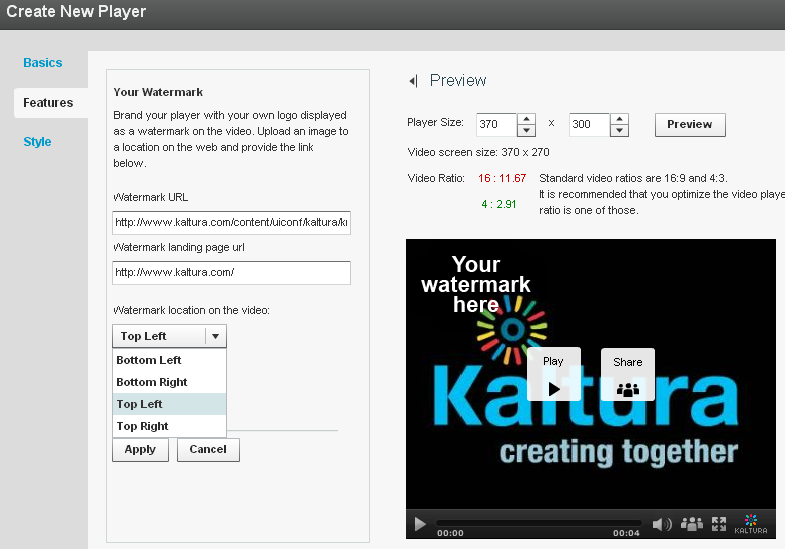 Create New Player
Basics
Features
Style
Your Watermark
Brand your player with your own logo displayed
as a watermark on the video. Upload an image to
a location on the web and provide the link
below.
Watermark URL
http://www.kaltura.com/content/uiconf/kaltura/k
Watermark landing page url
http://www.kaltura.com/
Watermark location on the video:
Top Left
Bottom Left
Bottom Right
Top Left
Top Right
Apply Cancel
Preview
Player Size: 370 x 300 Preview
Video screen size: 370 x 270
Video Ratio: 16 : 11.67 Standard video ratios are 16:9 and 4:3.
It is recommended that you optimize the video playe
4 : 2.91 ratio is one of those.
Your
watermark
here
Play Share
Kaltura
creating together
00:00 00:04 KALTURA